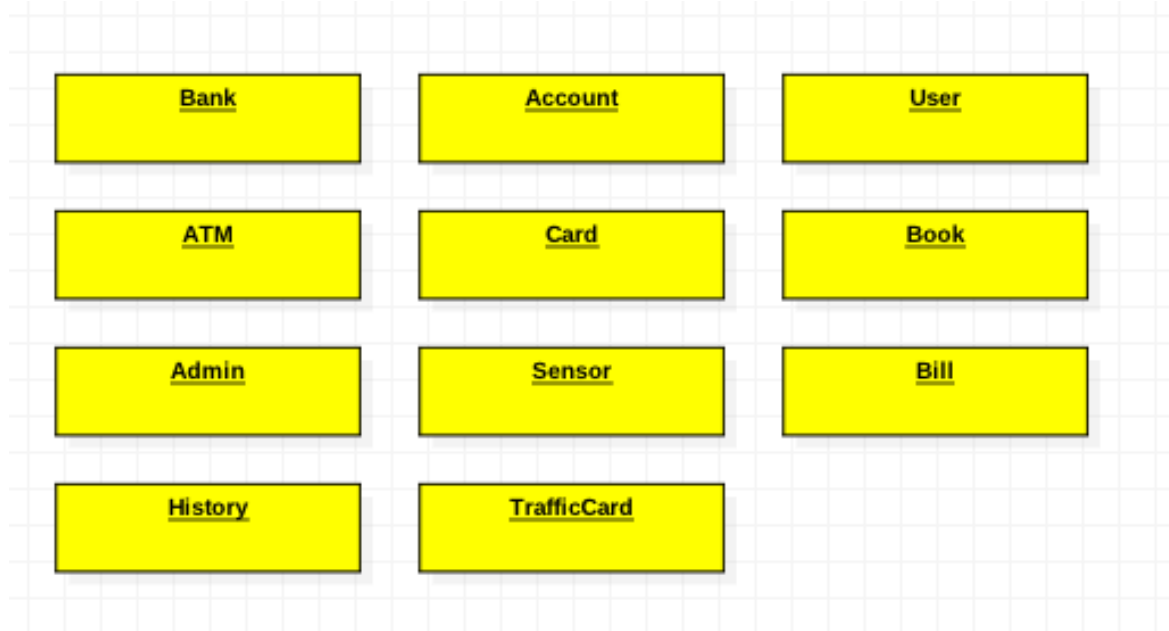 Bank
Account
User
ATM
Card
Book
Admin
Sensor
Bill
History
TrafficCard